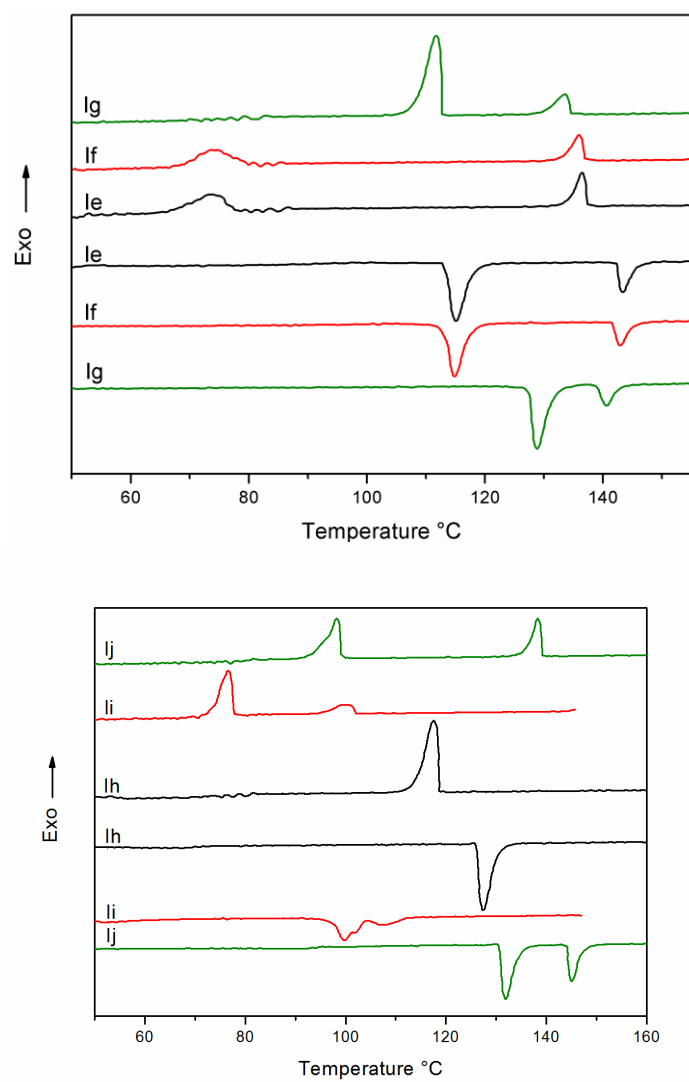 Ig
If
Ie
Ie
If
Ig
Exo
60 80 100 120 140
Temperature °C
Ij
Ii
Ih
Ih
Ii
Ij
Exo
60 80 100 120 140 160
Temperature °C